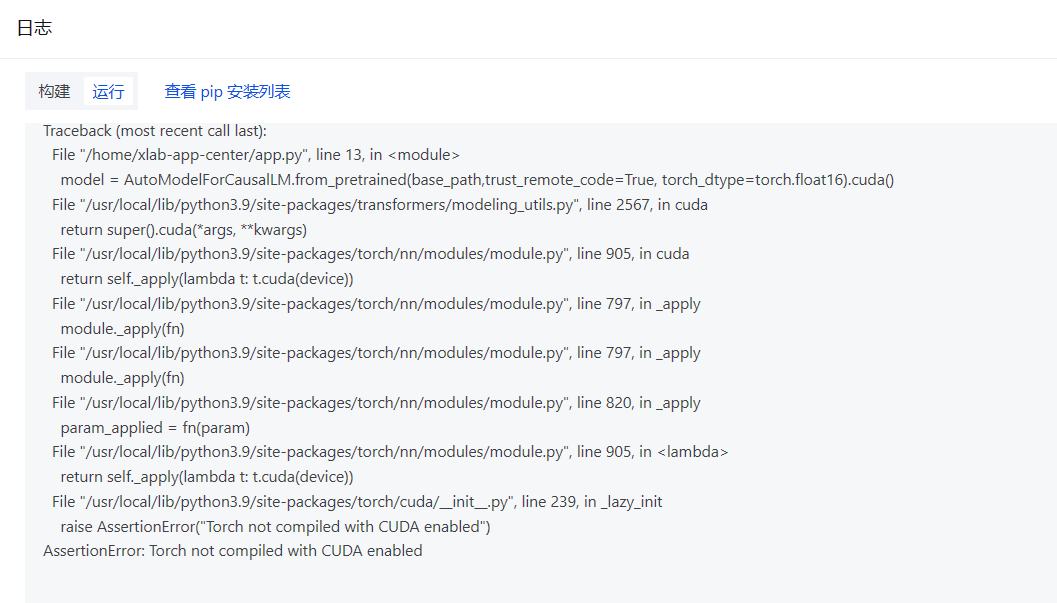 日志
构建 运行 查看 pip 安装列表
Traceback (most recent call last):
File "/home/xlab-app-center/app.py", line 13, in <module>
model = AutoModelForCausalLM.from_pretrained(base_path,trust_remote_code=True, torch_dtype=torch.float16).cuda()
File "/usr/local/lib/python3.9/site-packages/transformers/modeling_utils.py", line 2567, in cuda
return super().cuda(*args, **kwargs)
File "/usr/local/lib/python3.9/site-packages/torch/nn/modules/module.py", line 905, in cuda
return self._apply(lambda t: t.cuda(device))
File "/usr/local/lib/python3.9/site-packages/torch/nn/modules/module.py", line 797, in _apply
module._apply(fn)
File "/usr/local/lib/python3.9/site-packages/torch/nn/modules/module.py", line 797, in _apply
module._apply(fn)
File "/usr/local/lib/python3.9/site-packages/torch/nn/modules/module.py", line 820, in _apply
param_applied = fn(param)
File "/usr/local/lib/python3.9/site-packages/torch/nn/modules/module.py", line 905, in <lambda>
return self._apply(lambda t: t.cuda(device))
File "/usr/local/lib/python3.9/site-packages/torch/cuda/__init__.py", line 239, in _lazy_init
raise AssertionError("Torch not compiled with CUDA enabled")
AssertionError: Torch not compiled with CUDA enabled